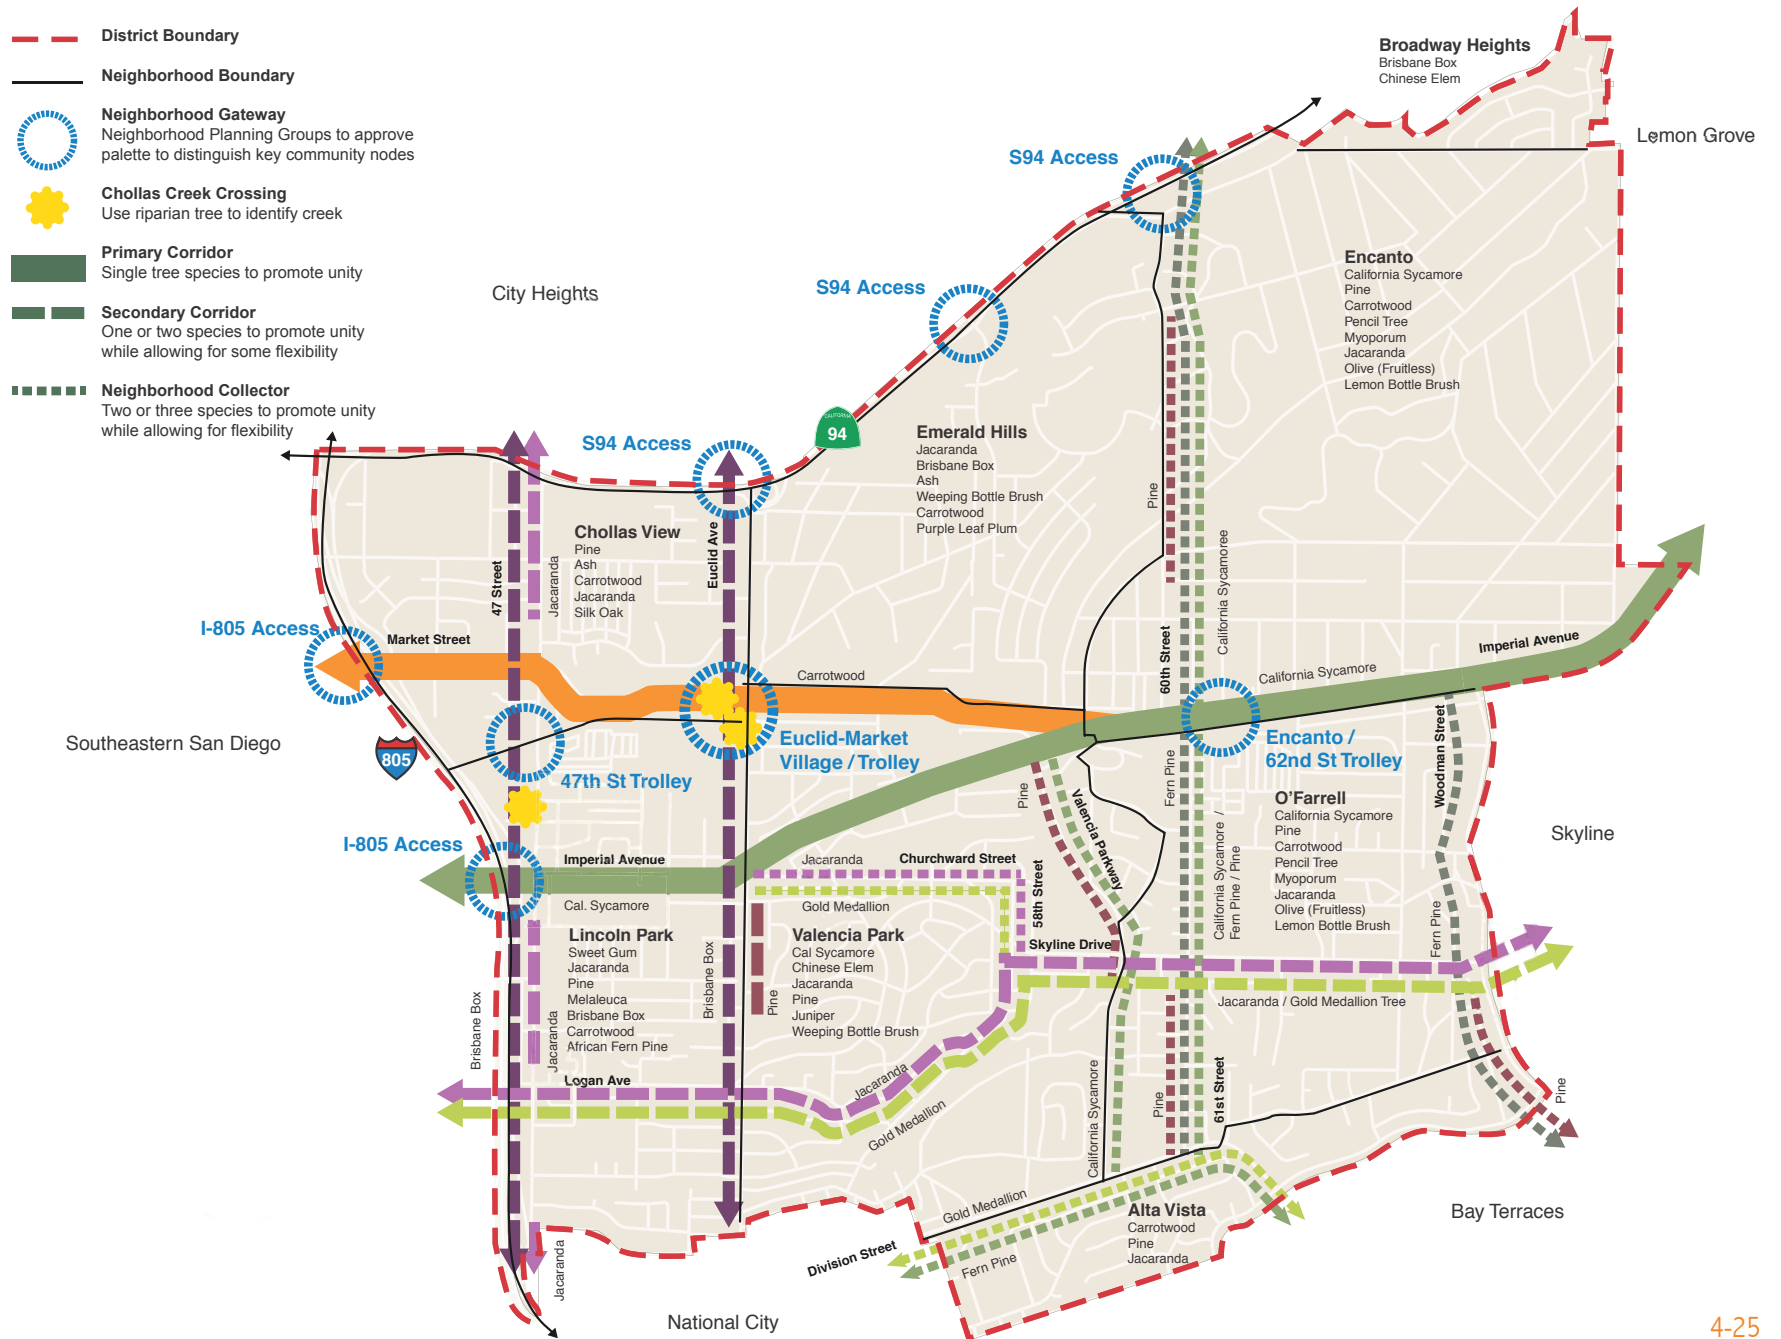 District Boundary
Neighborhood Boundary
Neighborhood Gateway
Neighborhood Planning Groups to approve
palette to distinguish key community nodes
Chollas Creek Crossing
Use riparian tree to identify creek
Primary Corridor
Single tree species to promote unity
Secondary Corridor
One or two species to promote unity
while allowing for some flexibility
Neighborhood Collector
Two or three species to promote unity
while allowing for flexibility
Broadway Heights
Brisbane Box
Chinese Elem
Lemon Grove
S94 Access
City Heights
S94 Access
Encanto
California Sycamore
Pine
Carrotwood
Pencil Tree
Myoporum
Jacaranda
Olive (Fruitless)
Lemon Bottle Brush
CALIFORNIA
94
S94 Access
Emerald Hills
Jacaranda
Brisbane Box
Ash
Weeping Bottle Brush
Carrotwood
Purple Leaf Plum
Chollas View
Pine
Ash
Carrotwood
Jacaranda
Silk Oak
47 Street
Jacaranda
Euclid Ave
Pine
California Sycamoree
60th Street
I-805 Access
Market Street
Carrotwood
California Sycamore
Imperial Avenue
Southeastern San Diego
805
47th St Trolley
Euclid-Market
Village / Trolley
Encanto /
62nd St Trolley
Fern Pine
Woodman Street
Pine
Valencia Parkway
O'Farrell
California Sycamore
Pine
Carrotwood
Pencil Tree
Myoporum
Jacaranda
Olive (Fruitless)
Lemon Bottle Brush
Skyline
I-805 Access
Imperial Avenue
Cal. Sycamore
Jacaranda
Churchward Street
Gold Medallion
58th Street
Skyline Drive
California Sycamore /
Fern Pine / Pine
Fern Pine
Lincoln Park
Sweet Gum
Jacaranda
Pine
Melaleuca
Brisbane Box
Carrotwood
African Fern Pine
Valencia Park
Cal Sycamore
Chinese Elem
Jacaranda
Pine
Juniper
Weeping Bottle Brush
Brisbane Box
Jacaranda
Brisbane Box
Pine
Jacaranda / Gold Medallion Tree
Logan Ave
Jacaranda
Gold Medallion
California Sycamore
Pine
61st Street
Pine
Gold Medallion
Division Street
Fern Pine
Alta Vista
Carrotwood
Pine
Jacaranda
Bay Terraces
Jacaranda
National City
4-25